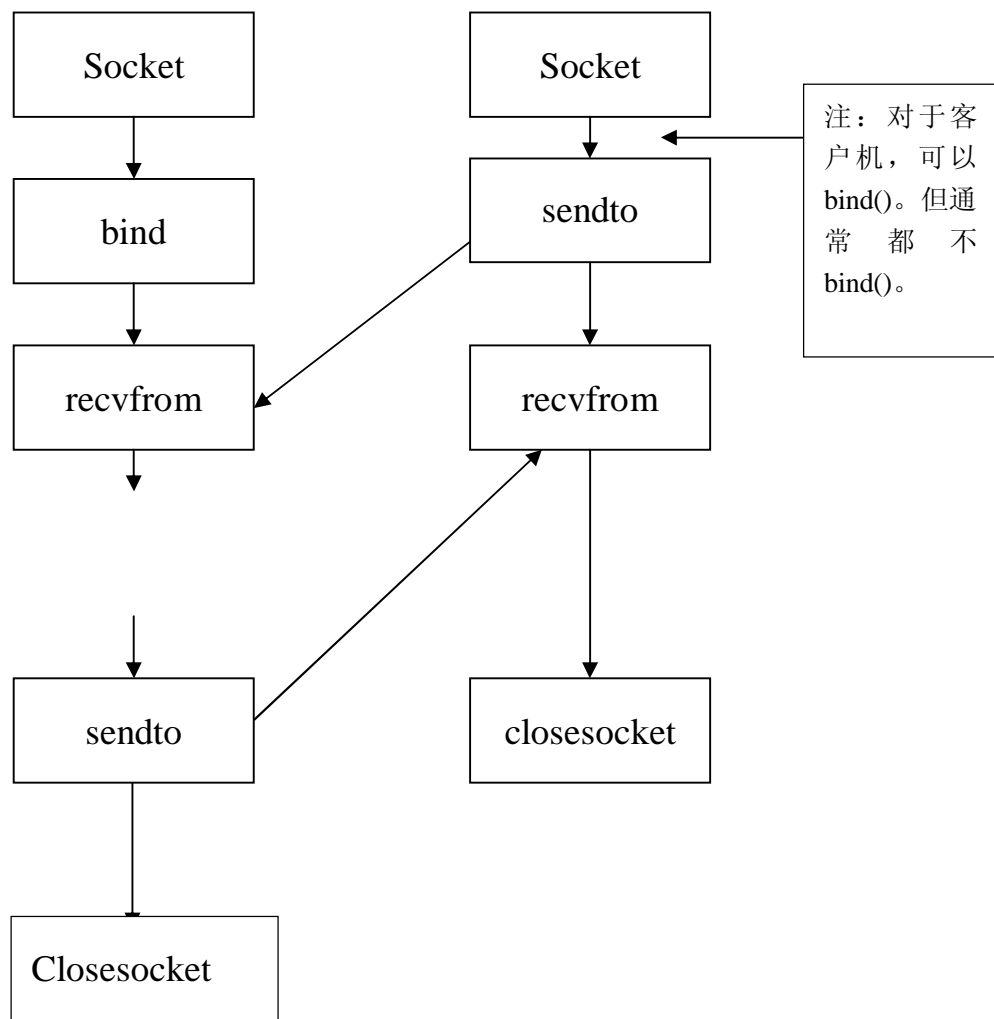 Socket
Socket
注：对于客
户机，可以
bind()。但通
常都不
bind()。
bind
sendto
recvfrom
recvfrom
sendto
closesocket
Closesocket